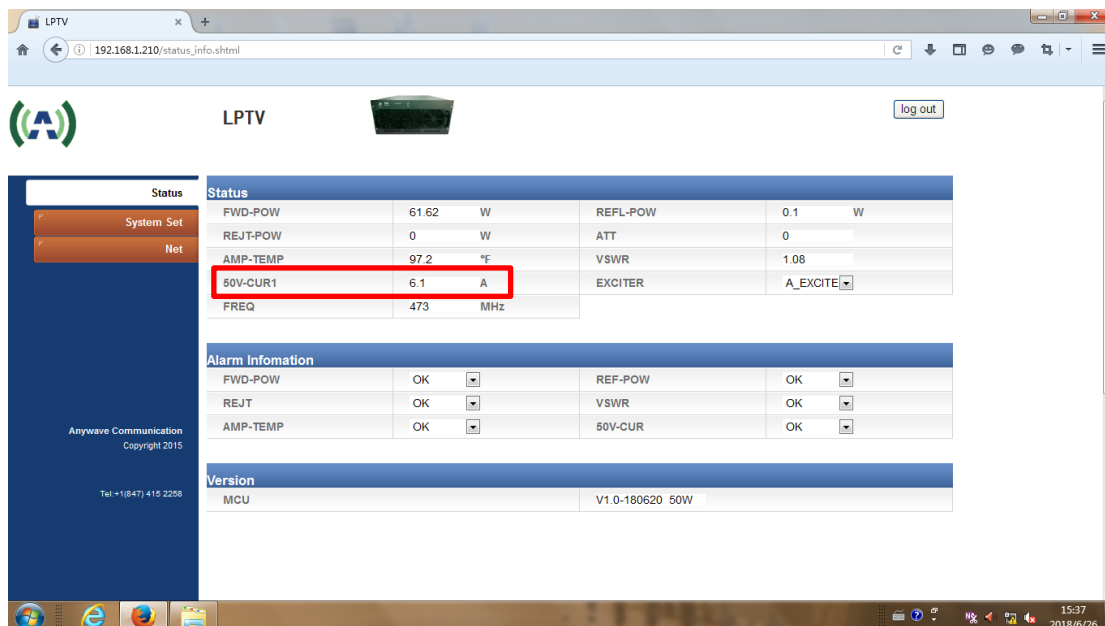 LPTV
192.168.1.210/status_info.shtml
LPTV
log out
Status
System Set
Net
Status
FWD-POW 61.62 W REFL-POW 0.1 W
REJT-POW 0 W ATT 0
AMP-TEMP 97.2 °F VSWR 1.08
50V-CUR1 6.1 A EXCITER A_EXCITE
FREQ 473 MHz
Alarm Infomation
FWD-POW OK REF-POW OK
REJT OK VSWR OK
AMP-TEMP OK 50V-CUR OK
Anywave Communication
Copyright 2015
Tel:+1(847) 415 2258
Version
MCU V1.0-180620 50W
15:37
2018/6/26